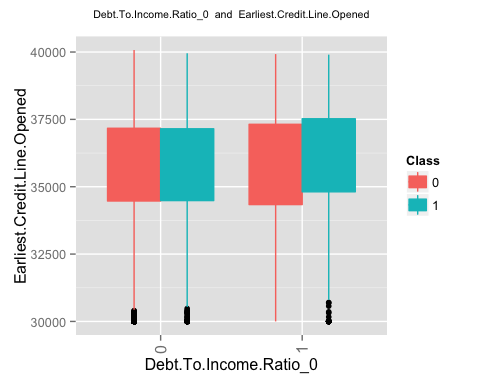 Debt.To.Income.Ratio_0 and Earliest.Credit.Line.Opened
Earliest.Credit.Line.Opened
40000
37500
35000
32500
30000
0
1
Debt.To.Income.Ratio_0
Class
0
1